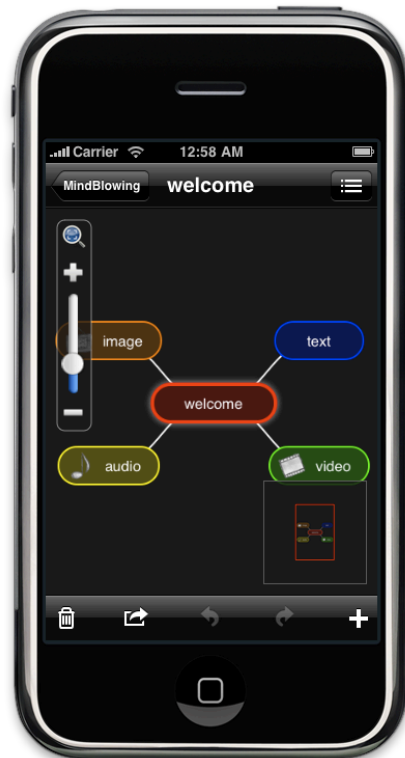 Carrier 12:58 AM
MindBlowing welcome
image text
welcome
audio video